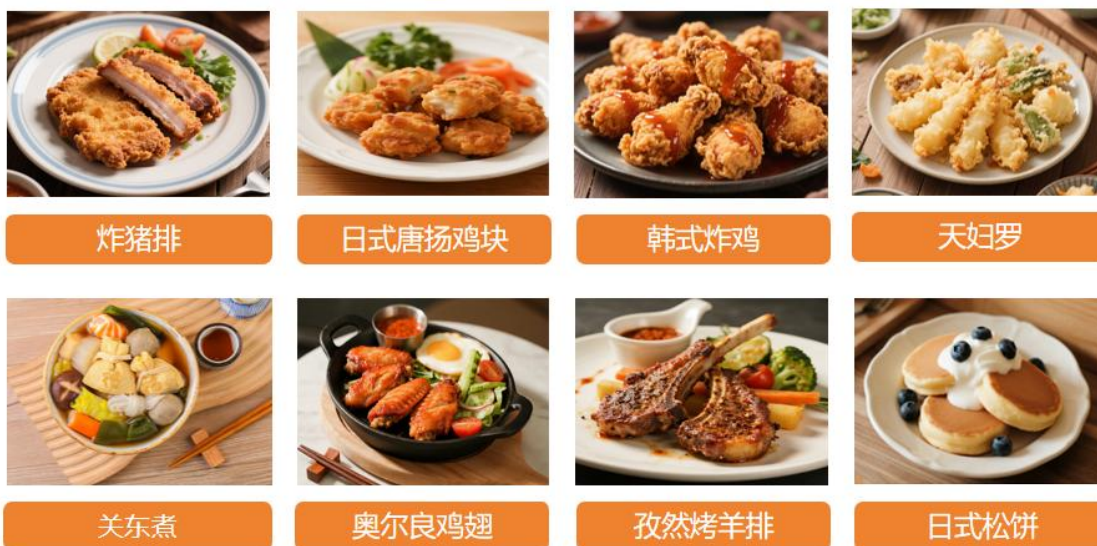 炸猪排
日式唐扬鸡块
韩式炸鸡
天妇罗
关东煮
奥尔良鸡翅
孜然烤羊排
日式松饼